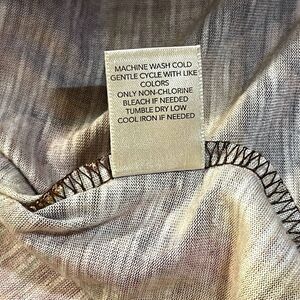 MACHINE WASH COLD
GENTLE CYCLE WITH LIKE
COLORS
ONLY NON-CHLORINE
BLEACH IF NEEDED
TUMBLE DRY LOW
COOL IRON IF NEEDED